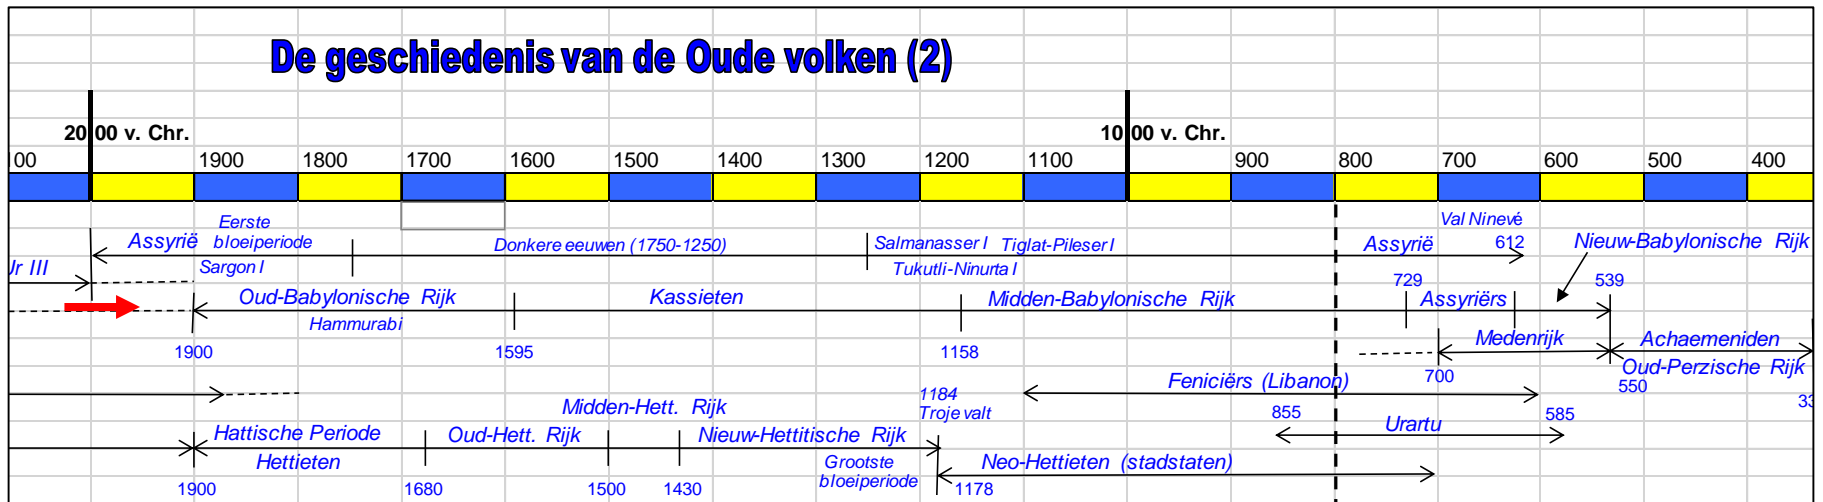 De geschiedenis van de Oude volken (2)
2000 v. Chr. 1000 v. Chr.
00 1900 1800 1700 1600 1500 1400 1300 1200 1100 900 800 700 600 500 400
Eerste Val Ninevé
Assyrië bloeiperiode Donkere eeuwen (1750-1250) Salmanasser I Tiglat-Pileser I Assyrië 612 Nieuw-Babylonische Rijk
Ur III Sargon I Tukutli-Ninurta I
729 539
Oud-Babylonische Rijk Kassieten Midden-Babylonische Rijk Assyriërs
Hammurabi
Medenrijk Achaemeniden
1900 1595 1158
700 Oud-Perzische Rijk
Feniciërs (Libanon) 550
1184
Troje valt
33
Midden-Hett. Rijk 855 585
Hattische Periode Oud-Hett. Rijk Nieuw-Hettitische Rijk Urartu
Hettieten Grootste Neo-Hettieten (stadstaten)
bloeiperiode
1900 1680 1500 1430 1178